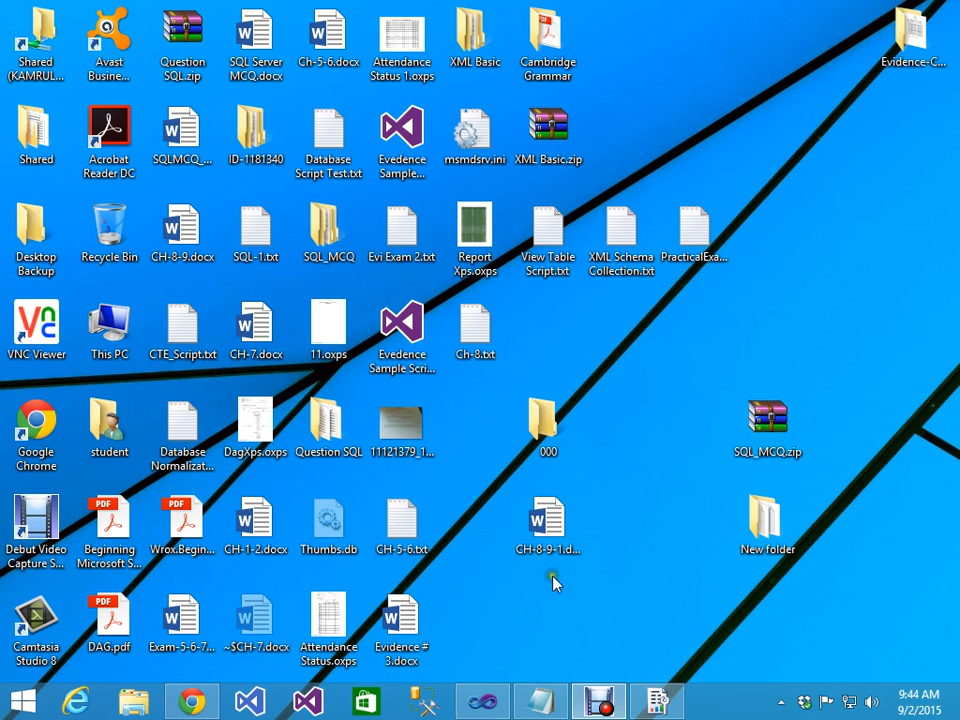 Shared
(KAMRUL...
Avast
Busine...
Question
SQL.zip
SQL Server
MCQ.docx
Ch-5-6.docx
Attendance
Status 1.oxps
XML Basic
Cambridge
Grammar
Evidence-C...
Shared
Acrobat
Reader DC
SQLMCQ_...
ID-1181340
Database
Script Test.txt
Evedence
Sample...
msmdsrv.ini
XML Basic.zip
Desktop
Backup
Recycle Bin
CH-8-9.docx
SQL-1.txt
SQL_MCQ
Evi Exam 2.txt
Report
Xps.oxps
View Table
Script.txt
XML Schema
Collection.txt
PracticalExa...
VNC Viewer
This PC
CTE_Script.txt
CH-7.docx
11.oxps
Evedence
Sample Scri...
Ch-8.txt
Google
Chrome
student
Database
Normalizat...
DagXps.oxps
Question SQL
11121379_1...
000
SQL_MCQ.zip
Debut Video
Capture S...
Beginning
Microsoft S...
Wrox.Begin...
CH-1-2.docx
Thumbs.db
CH-5-6.txt
CH-8-9-1.d...
New folder
Camtasia
Studio 8
DAG.pdf
Exam-5-6-7...
~$CH-7.docx
Attendance
Status.oxps
Evidence #
3.docx
9:44 AM
9/2/2015